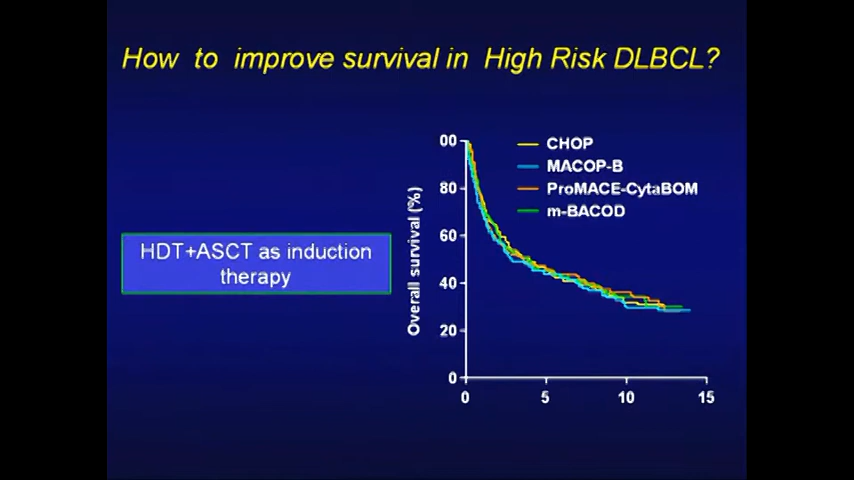 How to improve survival in High Risk DLBCL?
HDT+ASCT as induction
therapy
Overall survival (%)
00
80
60
40
20
0
0 5 10 15
CHOP
MACOP-B
ProMACE-CytaBOM
m-BACOD